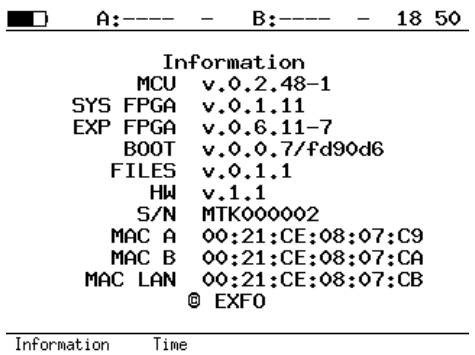 A:---- - B:---- - 18 50
Information
MCU v.0.2.48-1
SYS FPGA v.0.1.11
EXP FPGA v.0.6.11-7
BOOT v.0.0.7/fd90d6
FILES v.0.1.1
HW v.1.1
S/N MTK000002
MAC A 00:21:CE:08:07:C9
MAC B 00:21:CE:08:07:CA
MAC LAN 00:21:CE:08:07:CB
© EXFO
Information Time